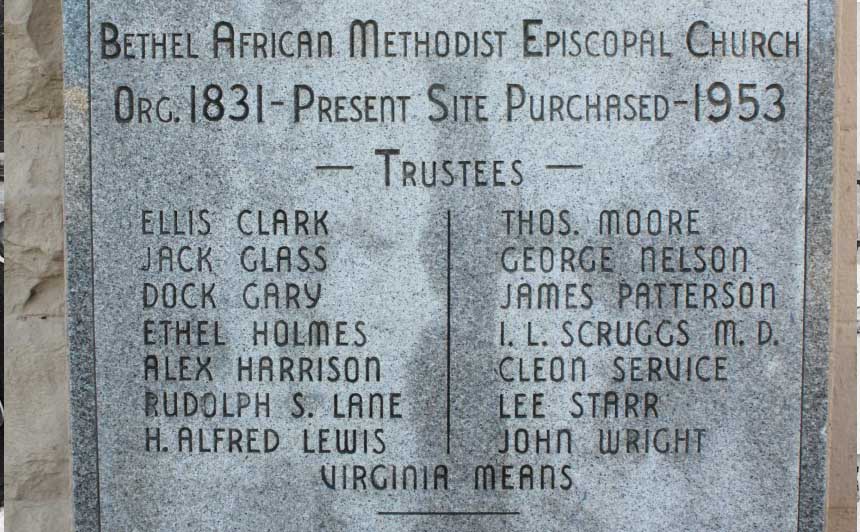 BETHEL AFRICAN METHODIST EPISCOPAL CHURCH
ORG. 1831-PRESENT SITE PURCHASED-1953
— TRUSTEES —
ELLIS CLARK
JACK GLASS
DOCK GARY
ETHEL HOLMES
ALEX HARRISON
RUDOLPH S. LANE
H. ALFRED LEWIS
THOS. MOORE
GEORGE NELSON
JAMES PATTERSON
I. L. SCRUGGS M. D.
CLEON SERVICE
LEE STARR
JOHN WRIGHT
VIRGINIA MEANS